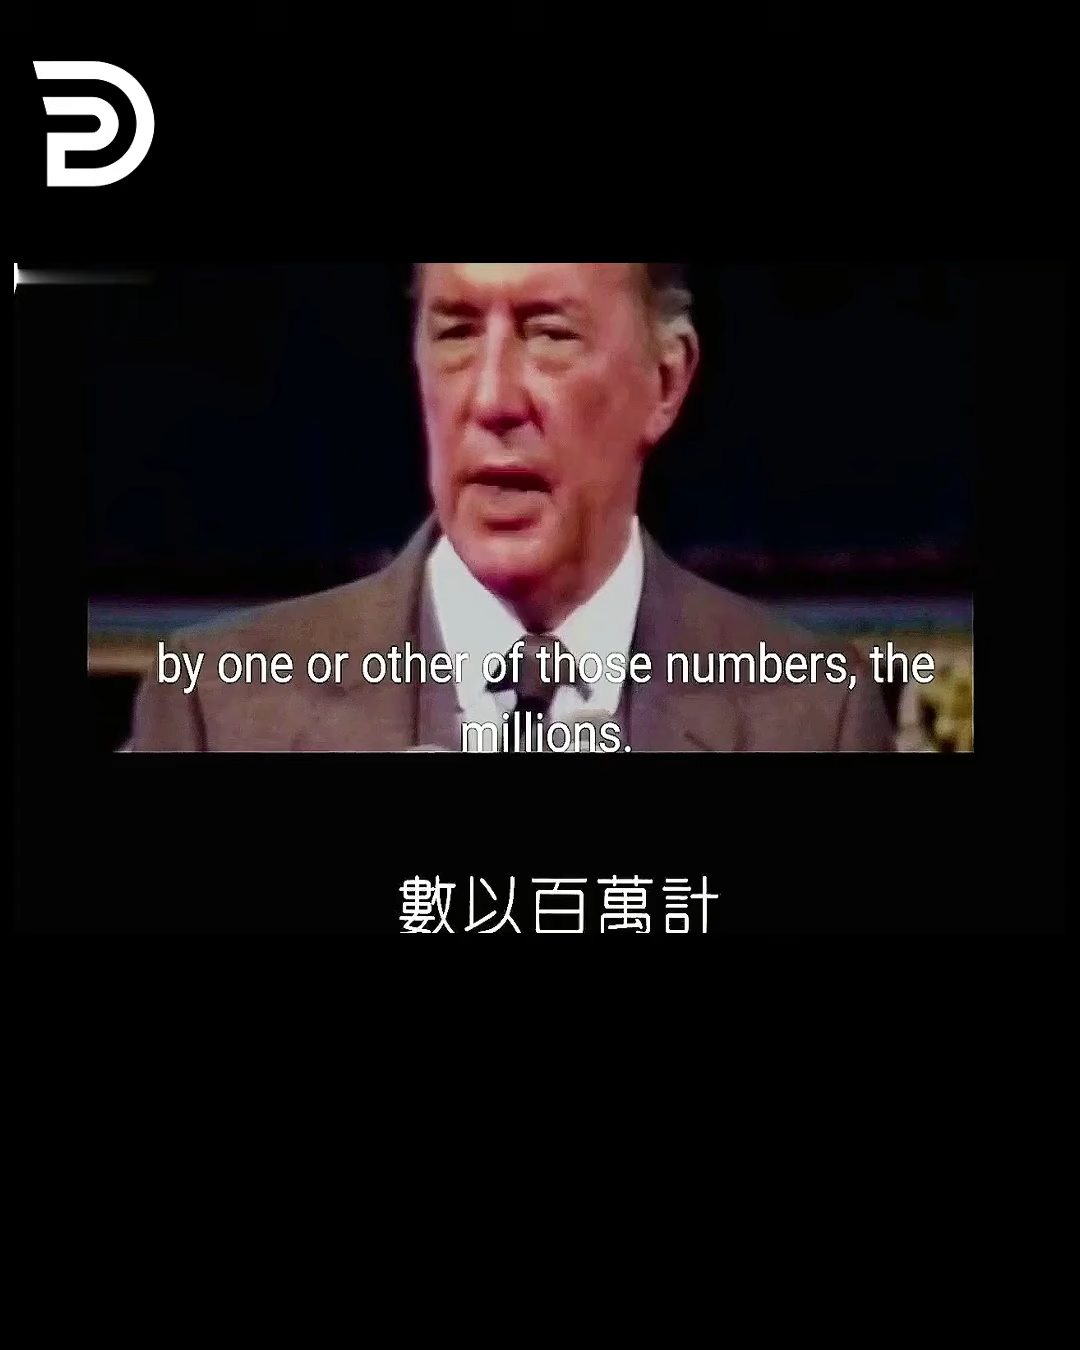 by one or other of those numbers, the
millions.
數以百萬計